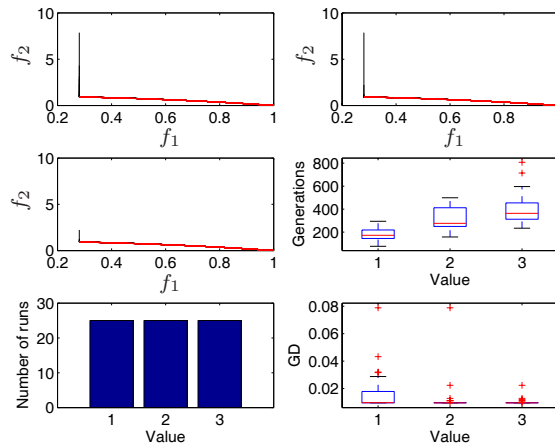 10
5
0
0.2 0.4 0.6 0.8 1
f₂
f₁
10
5
0
0.2 0.4 0.6 0.8
f₂
f₁
10
5
0
0.2 0.4 0.6 0.8 1
f₂
f₁
800
600
400
200
1 2 3
Generations
Value
30
20
10
0
1 2 3
Number of runs
Value
0.08
0.06
0.04
0.02
1 2 3
GD
Value